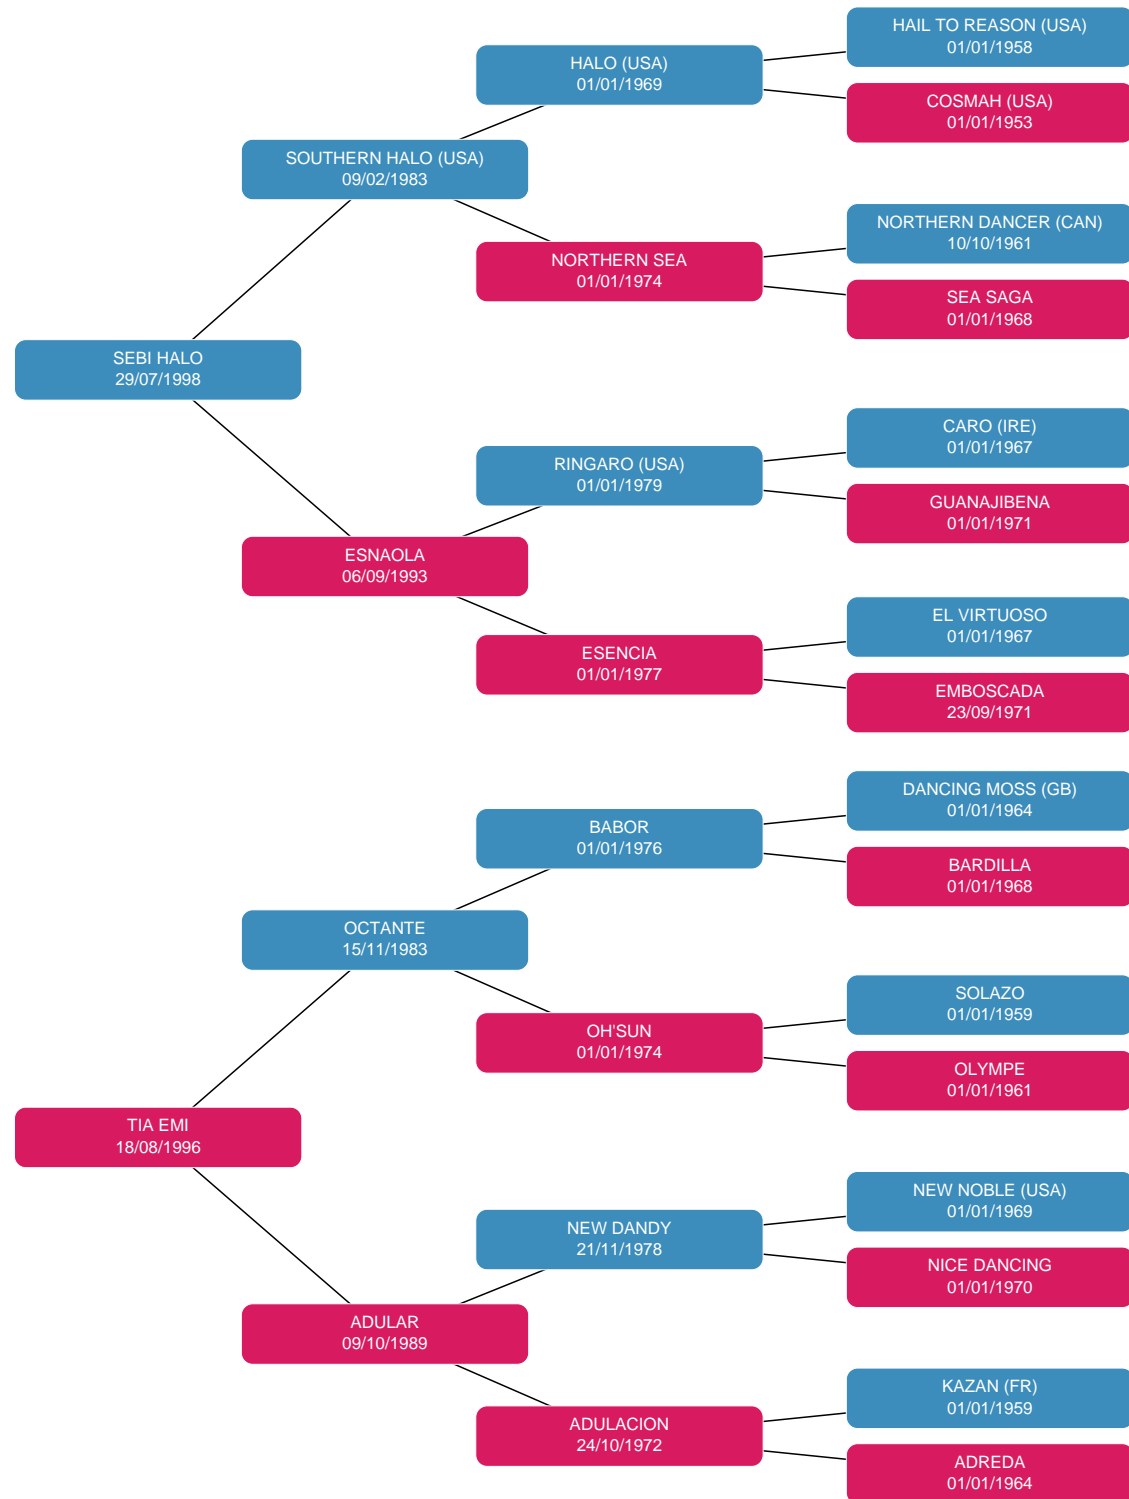 HAIL TO REASON (USA)
01/01/1958
HALO (USA)
01/01/1969
COSMAH (USA)
01/01/1953
SOUTHERN HALO (USA)
09/02/1983
NORTHERN DANCER (CAN)
10/10/1961
NORTHERN SEA
01/01/1974
SEA SAGA
01/01/1968
SEBI HALO
29/07/1998
CARO (IRE)
01/01/1967
RINGARO (USA)
01/01/1979
GUANAJIBENA
01/01/1971
ESNAOLA
06/09/1993
EL VIRTUOSO
01/01/1967
ESENCIA
01/01/1977
EMBOSCADA
23/09/1971
DANCING MOSS (GB)
01/01/1964
BABOR
01/01/1976
BARDILLA
01/01/1968
OCTANTE
15/11/1983
SOLAZO
01/01/1959
OH'SUN
01/01/1974
OLYMPE
01/01/1961
TIA EMI
18/08/1996
NEW NOBLE (USA)
01/01/1969
NEW DANDY
21/11/1978
NICE DANCING
01/01/1970
ADULAR
09/10/1989
KAZAN (FR)
01/01/1959
ADULACION
24/10/1972
ADREDA
01/01/1964